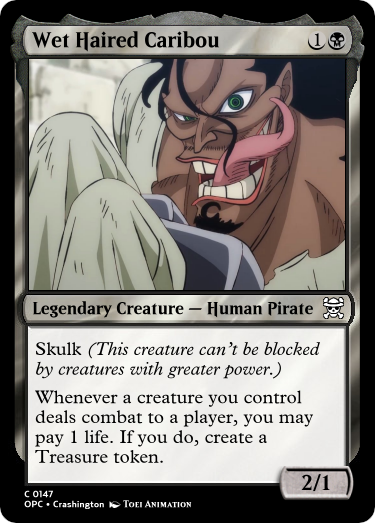 Wet Haired Caribou 1
Legendary Creature — Human Pirate
Skulk (This creature can't be blocked
by creatures with greater power.)
Whenever a creature you control
deals combat to a player, you may
pay 1 life. If you do, create a
Treasure token.
2/1
C 0147
OPC • Crashington TOEI ANIMATION